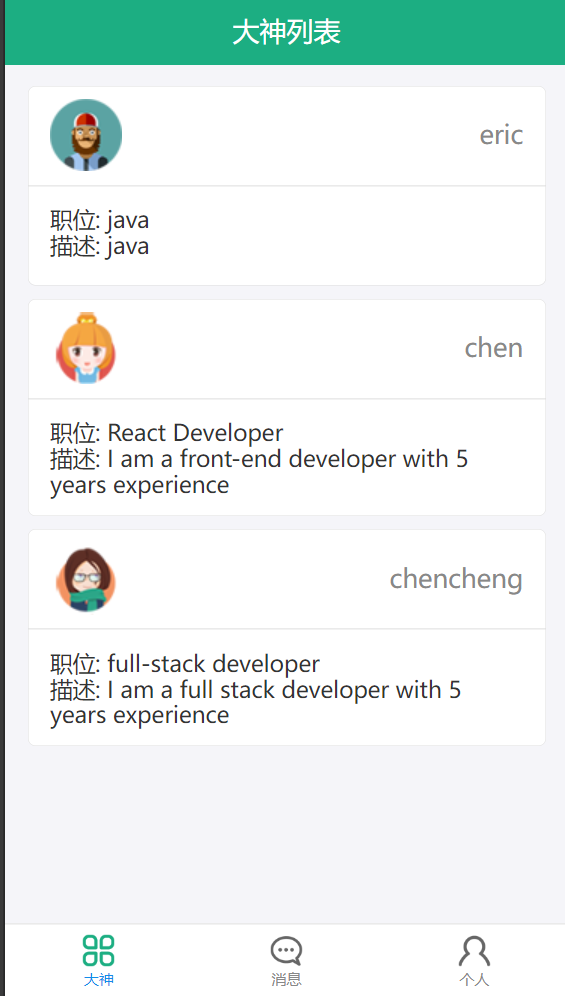 大神列表
eric
职位: java
描述: java
chen
职位: React Developer
描述: I am a front-end developer with 5
years experience
chencheng
职位: full-stack developer
描述: I am a full stack developer with 5
years experience
大神
消息
个人